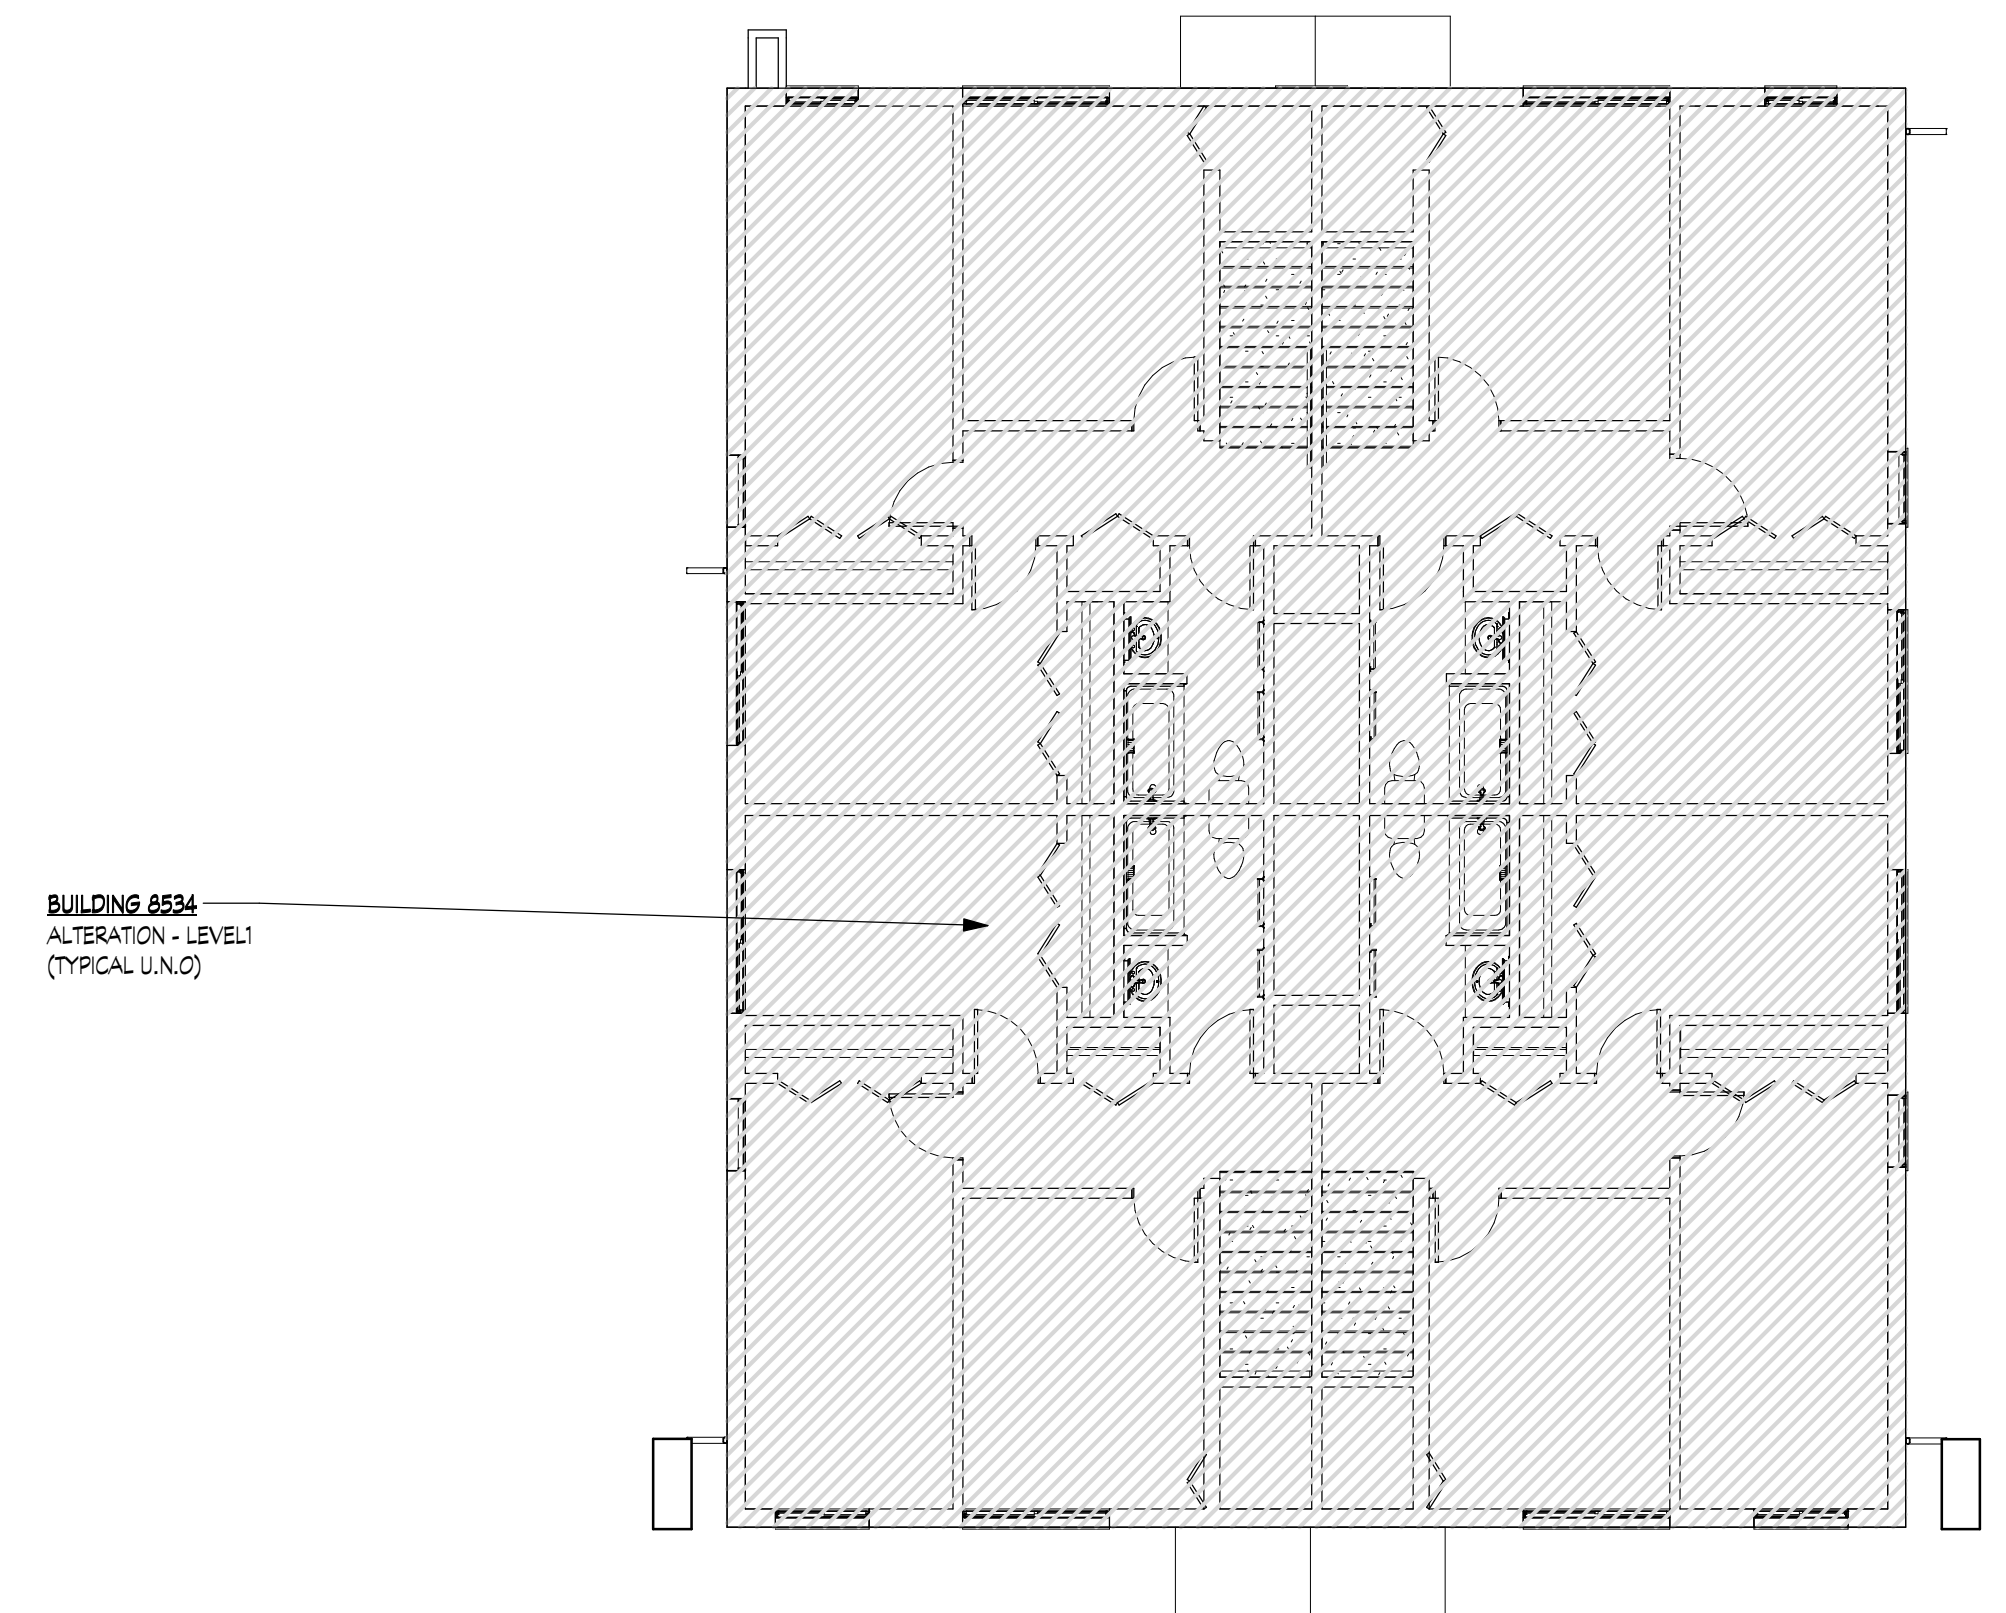 BUILDING 8534
ALTERATION - LEVEL1
(TYPICAL U.N.O)